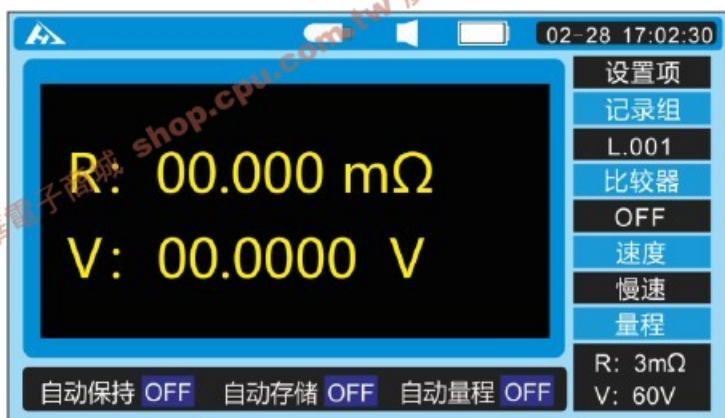 02-28 17:02:30
shop.cpu.com.tw
R: 00.000 mΩ
V: 00.0000 V
设置项
记录组
L.001
比较器
OFF
速度
慢速
量程
R: 3mΩ
V: 60V
自动保持 OFF 自动存储 OFF 自动量程 OFF